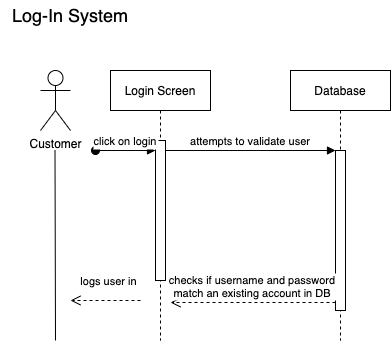 Log-In System
Login Screen
Database
Customer
click on login
attempts to validate user
logs user in
checks if username and password
match an existing account in DB